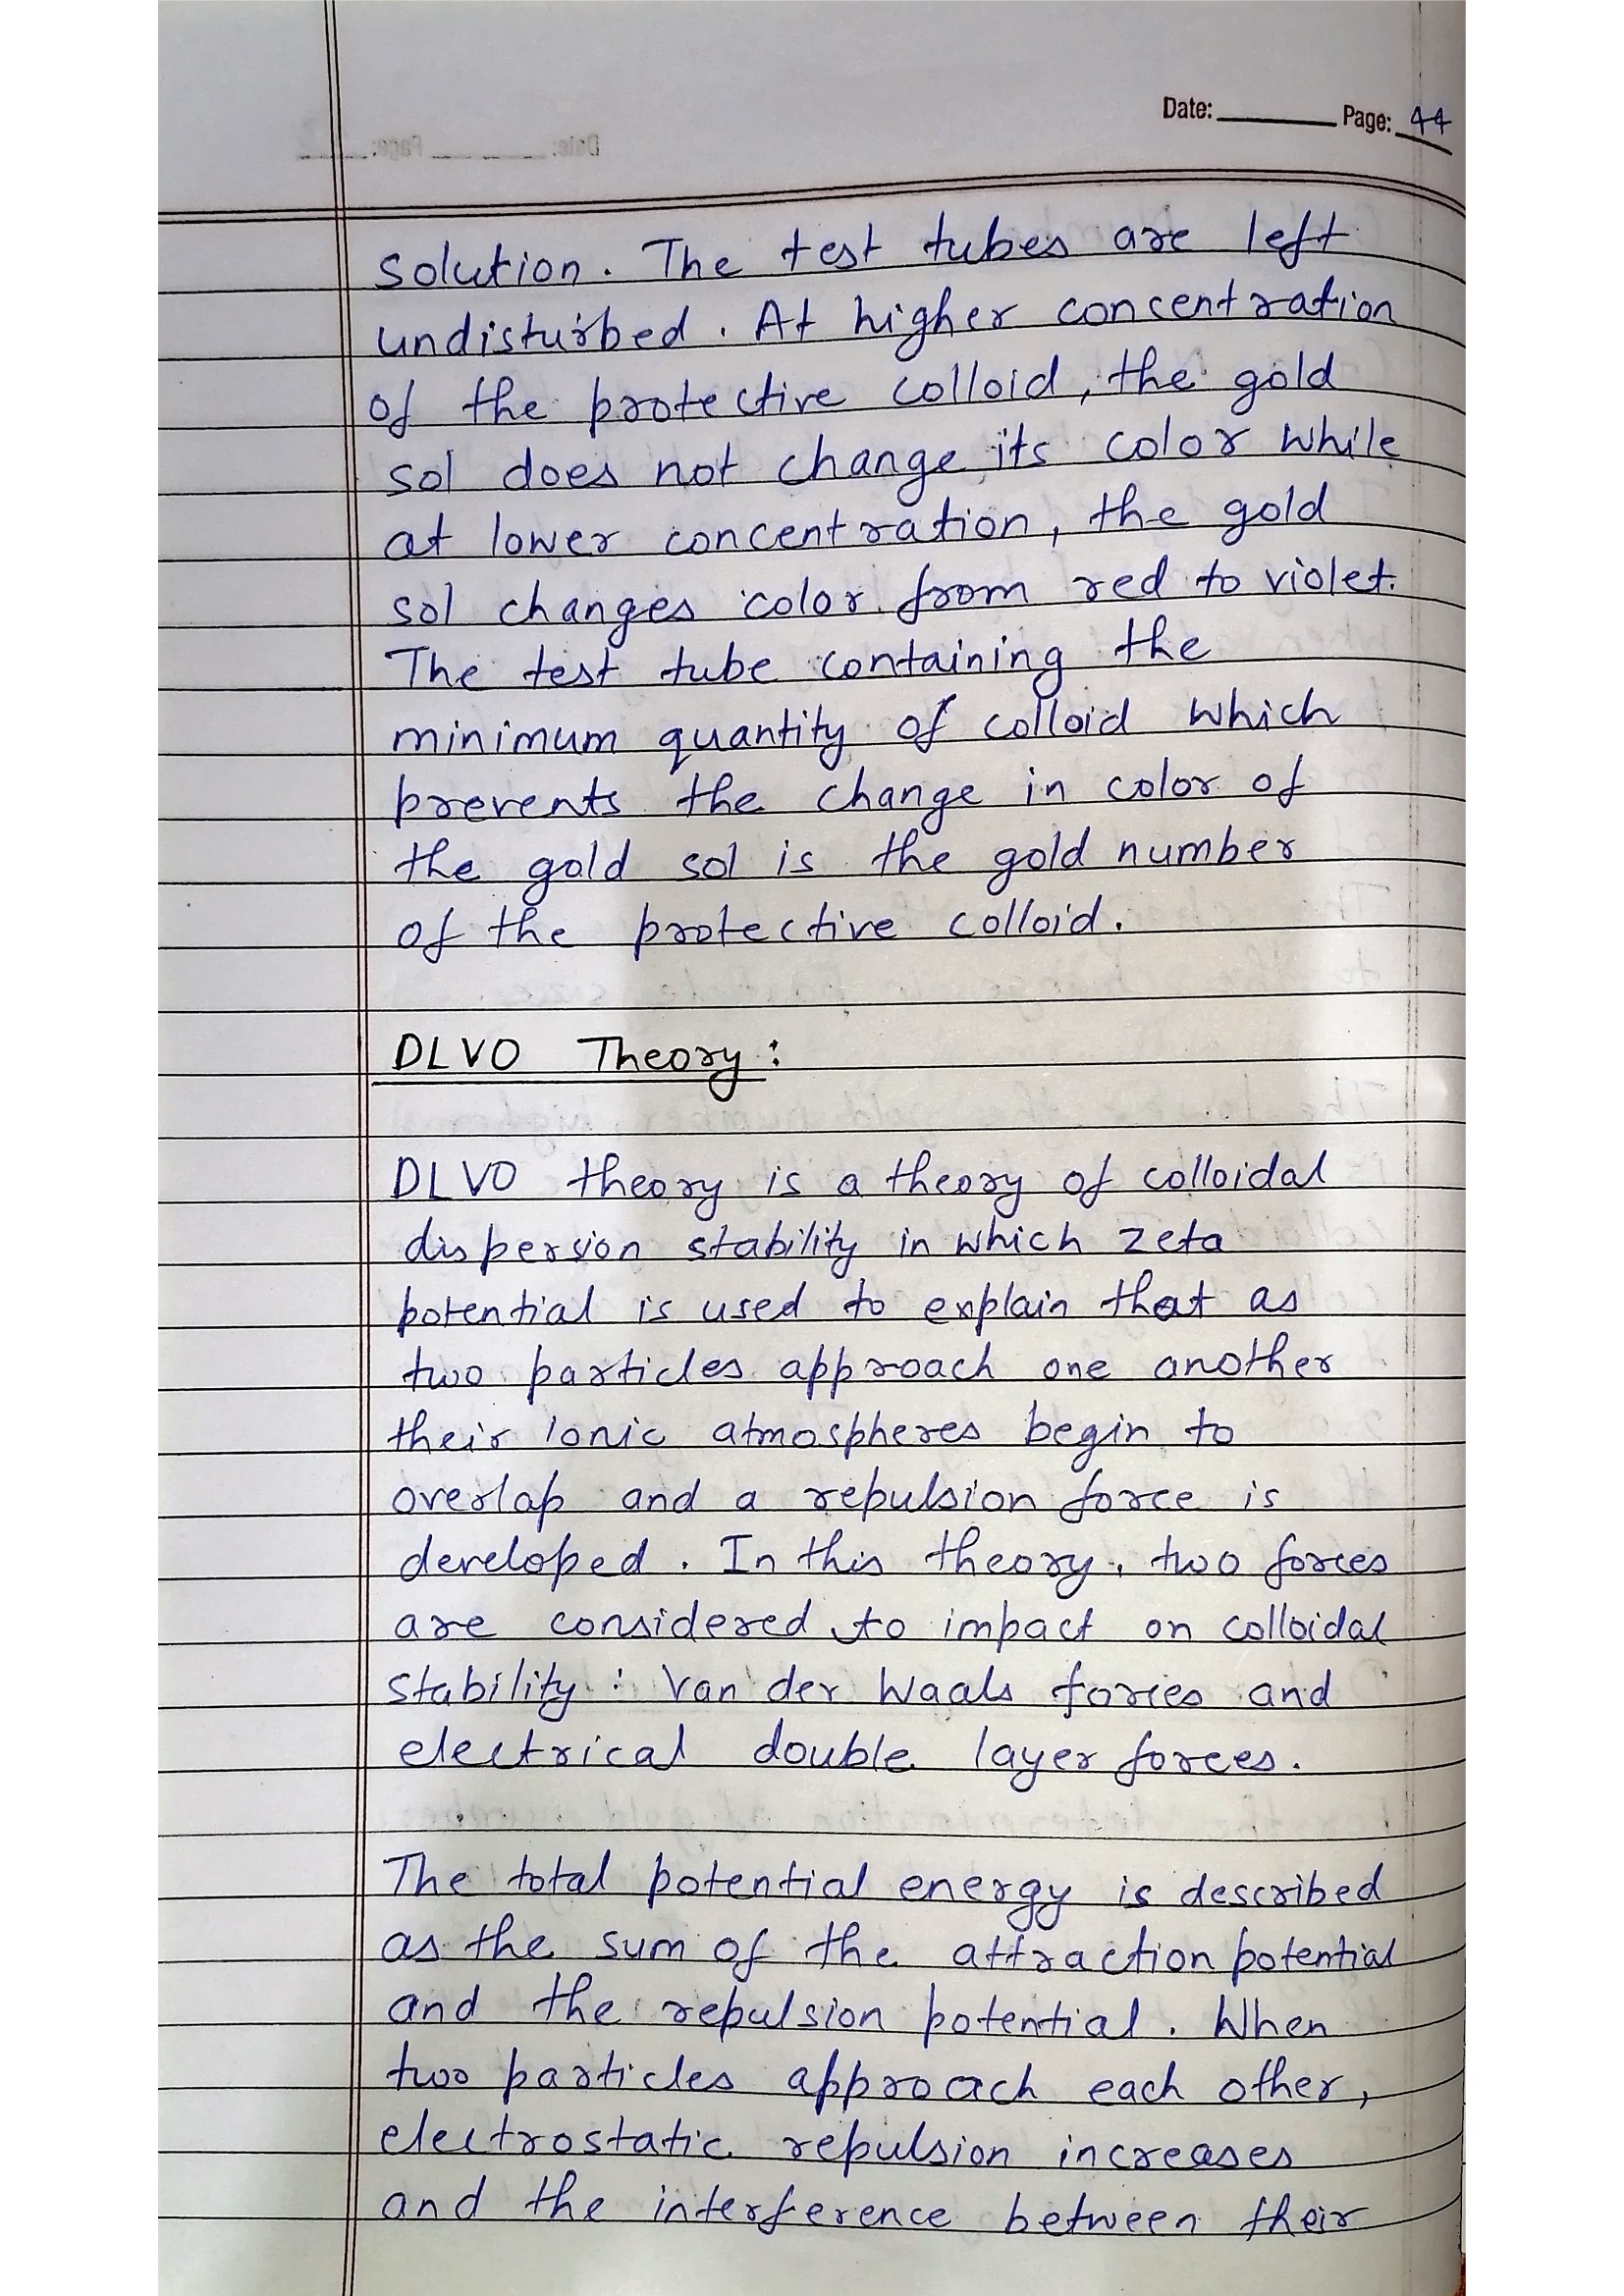 Date: Page: 44
solution. The test tubes are left
undisturbed. At higher concentration
of the protective colloid, the gold
sol does not change its color while
at lower concentration, the gold
sol changes color from red to violet.
The test tube containing the
minimum quantity of colloid which
prevents the change in color of
the gold sol is the gold number
of the protective colloid.
DLVO Theory:
DLVO theory is a theory of colloidal
dispersion stability in which zeta
potential is used to explain that as
two particles approach one another
their ionic atmospheres begin to
overlap and a repulsion force is
developed. In this theory, two forces
are considered to impact on colloidal
stability: Van der Waals forces and
electrical double layer forces.
The total potential energy is described
as the sum of the attraction potential
and the repulsion potential. When
two particles approach each other,
electrostatic repulsion increases
and the interference between their